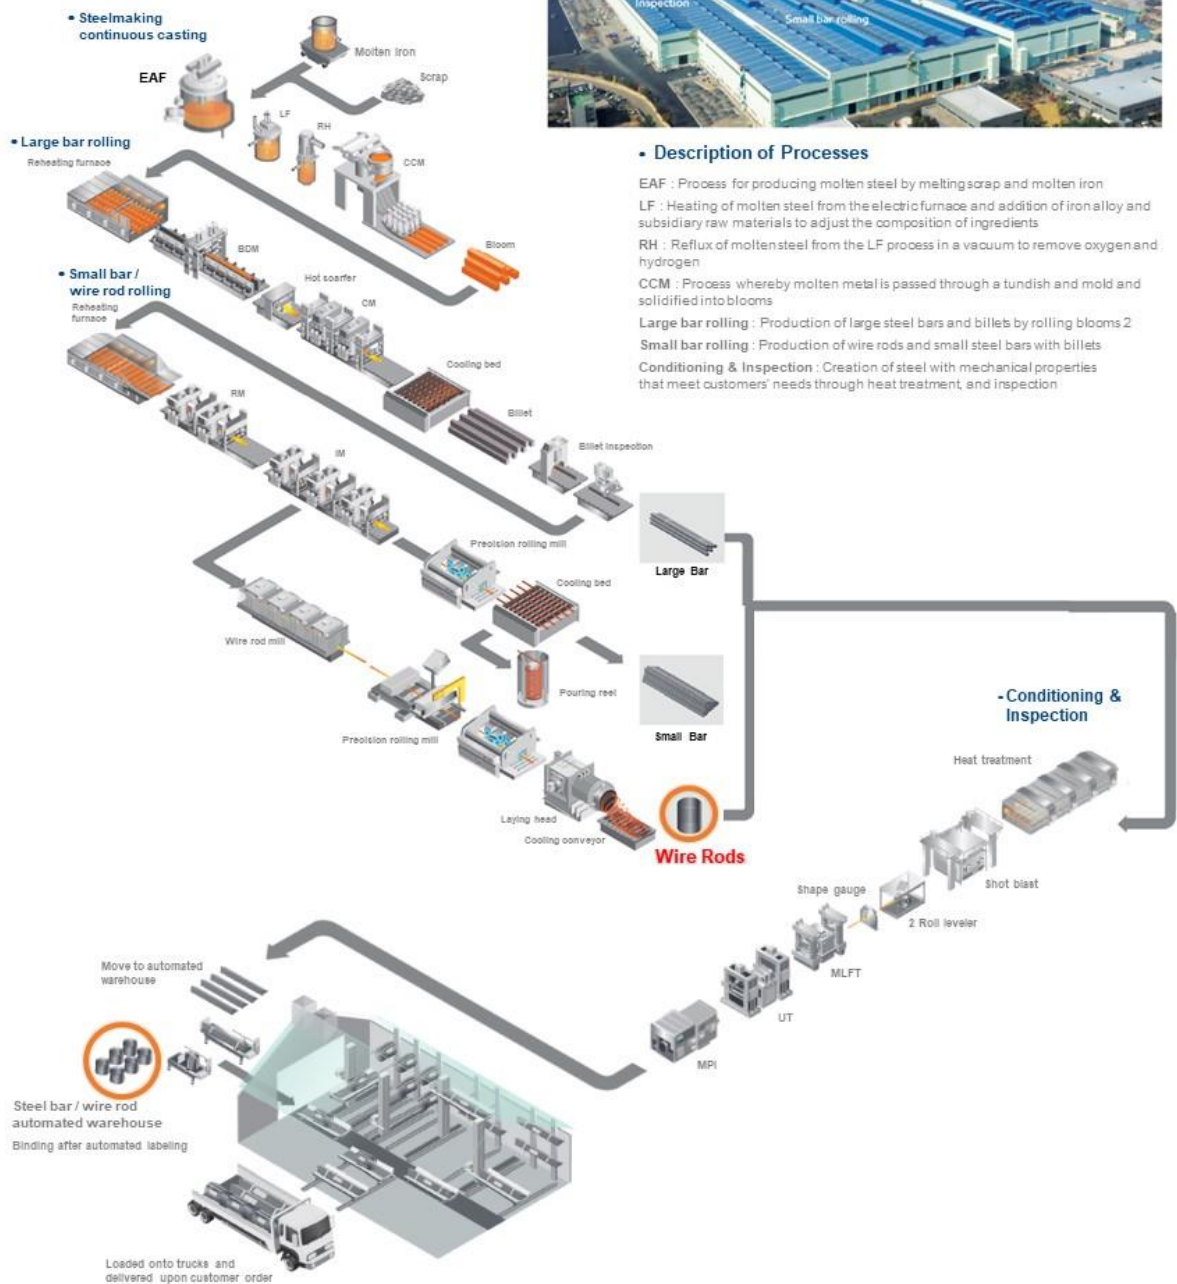 Inspection
Small bar rolling
• Steelmaking
continuous casting
Molten iron
EAF
Scrap
LF
RH
CCM
Bloom
• Large bar rolling
Reheating furnace
BDM
Hot scarfer
CM
Cooling bed
Billet
Billet inspection
• Description of Processes
EAF : Process for producing molten steel by melting scrap and molten iron
LF : Heating of molten steel from the electric furnace and addition of iron alloy and
subsidiary raw materials to adjust the composition of ingredients
RH : Reflux of molten steel from the LF process in a vacuum to remove oxygen and
hydrogen
CCM : Process whereby molten metal is passed through a tundish and mold and
solidified into blooms
Large bar rolling : Production of large steel bars and billets by rolling blooms 2
Small bar rolling : Production of wire rods and small steel bars with billets
Conditioning & Inspection : Creation of steel with mechanical properties
that meet customers' needs through heat treatment, and inspection
• Small bar /
wire rod rolling
Reheating
furnace
RM
IM
Precision rolling mill
Cooling bed
Large Bar
Wire rod mill
Pouring reel
Small Bar
Precision rolling mill
Laying head
Cooling conveyor
Wire Rods
- Conditioning &
Inspection
Heat treatment
Shot blast
2 Roll leveler
Shape gauge
MLFT
UT
MPI
Move to automated
warehouse
Steel bar / wire rod
automated warehouse
Binding after automated labeling
Loaded onto trucks and
delivered upon customer order